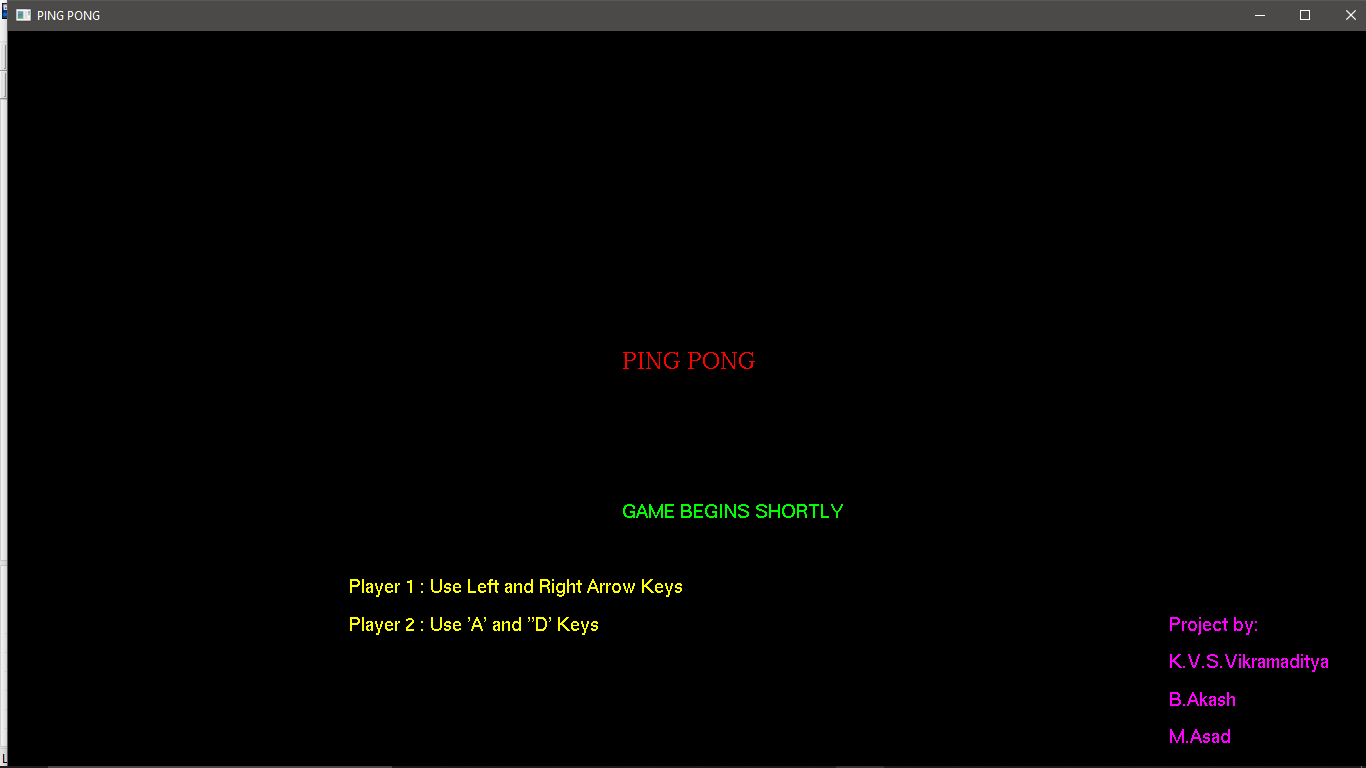 PING PONG
PING PONG
GAME BEGINS SHORTLY
Player 1 : Use Left and Right Arrow Keys
Player 2 : Use 'A' and ''D' Keys
Project by:
K.V.S.Vikramaditya
B.Akash
M.Asad